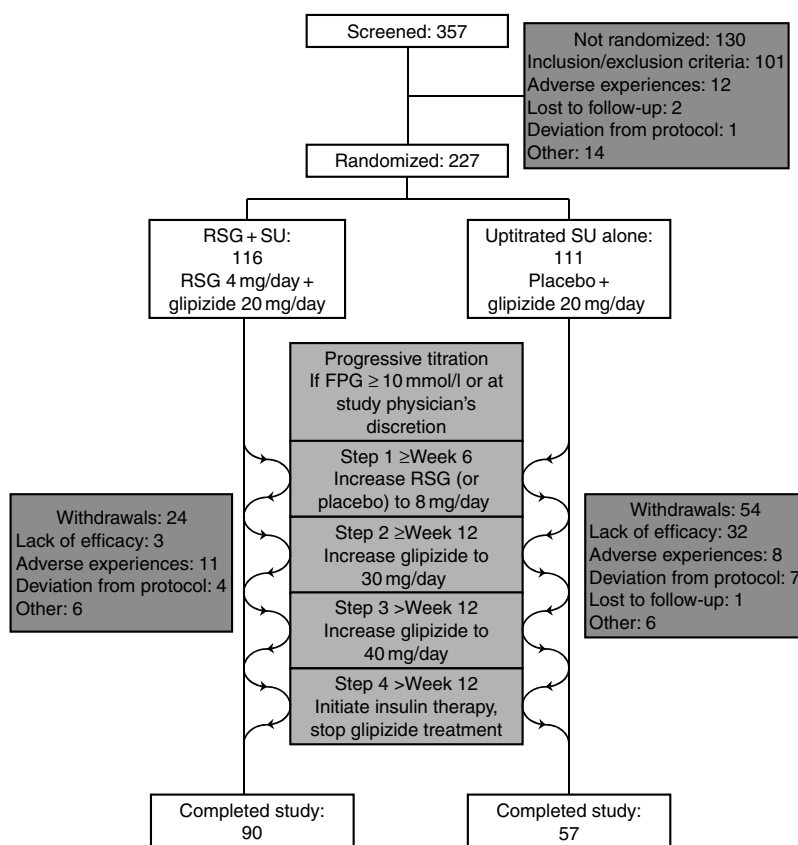 Screened: 357
Not randomized: 130
Inclusion/exclusion criteria: 101
Adverse experiences: 12
Lost to follow-up: 2
Deviation from protocol: 1
Other: 14
Randomized: 227
RSG + SU:
116
RSG 4 mg/day +
glipizide 20 mg/day
Uptitrated SU alone:
111
Placebo +
glipizide 20 mg/day
Progressive titration
If FPG ≥ 10 mmol/l or at
study physician's
discretion
Step 1 ≥Week 6
Increase RSG (or
placebo) to 8 mg/day
Step 2 ≥Week 12
Increase glipizide to
30 mg/day
Step 3 >Week 12
Increase glipizide to
40 mg/day
Step 4 >Week 12
Initiate insulin therapy,
stop glipizide treatment
Withdrawals: 24
Lack of efficacy: 3
Adverse experiences: 11
Deviation from protocol: 4
Other: 6
Withdrawals: 54
Lack of efficacy: 32
Adverse experiences: 8
Deviation from protocol: 7
Lost to follow-up: 1
Other: 6
Completed study:
90
Completed study:
57